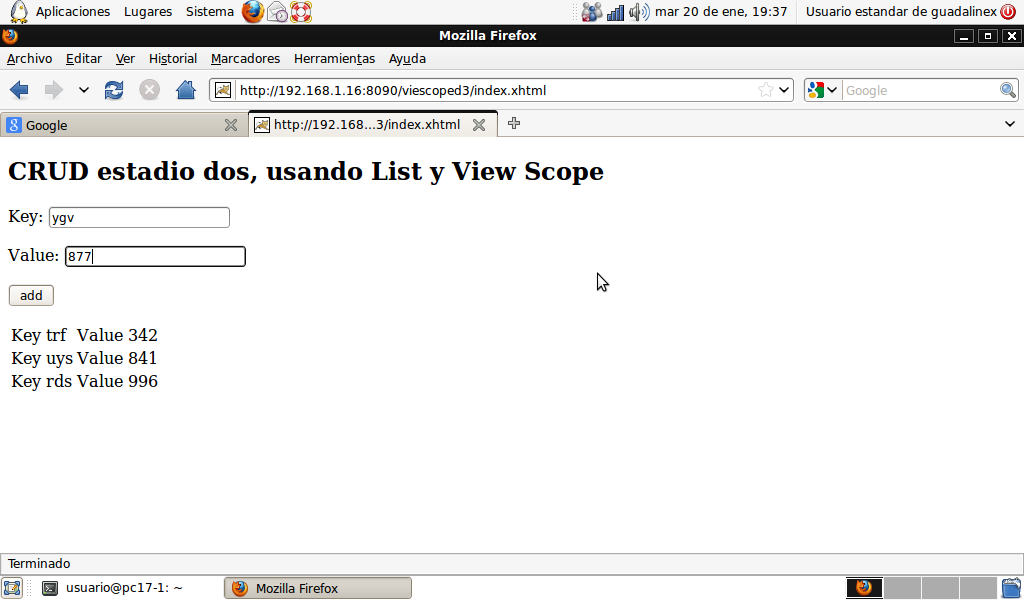 Aplicaciones Lugares Sistema mar 20 de ene, 19:37 Usuario estandar de guadalinex
Mozilla Firefox
Archivo Editar Ver Historial Marcadores Herramientas Ayuda
http://192.168.1.16:8090/viescoped3/index.xhtml Google
Google http://192.168...3/index.xhtml
CRUD estadio dos, usando List y View Scope
Key: ygv
Value: 877
add
Key trf Value 342
Key uys Value 841
Key rds Value 996
Terminado
usuario@pc17-1: ~ Mozilla Firefox